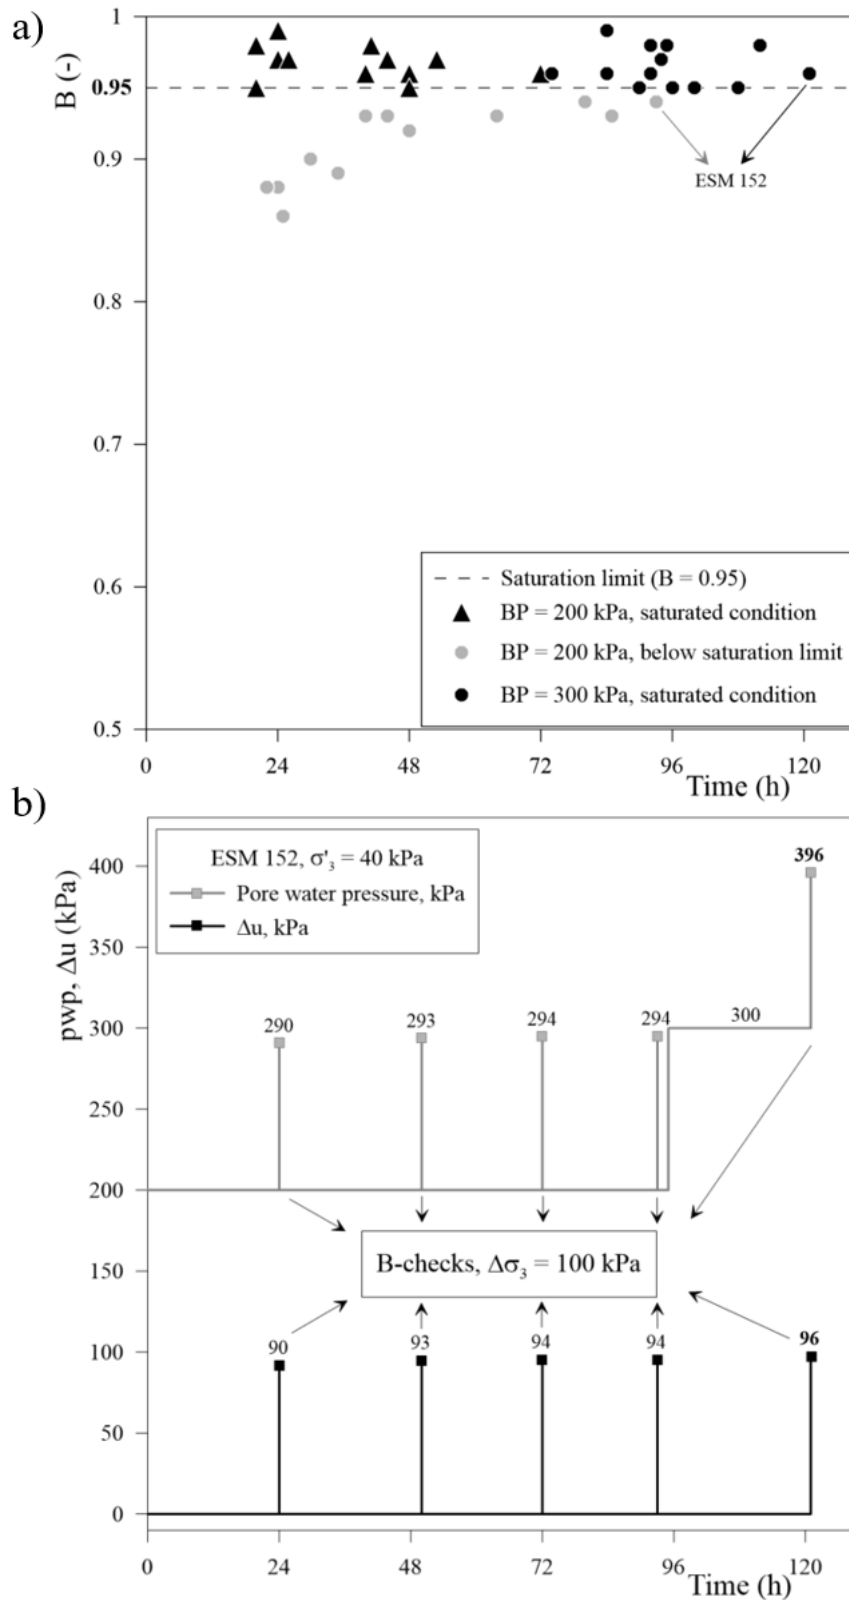 a)
B (-)
1
0.95
0.9
0.8
0.7
0.6
0.5
ESM 152
Saturation limit (B = 0.95)
BP = 200 kPa, saturated condition
BP = 200 kPa, below saturation limit
BP = 300 kPa, saturated condition
0 24 48 72 96 120
Time (h)
b)
pwp, Δu (kPa)
400
350
300
250
200
150
100
50
0
ESM 152, σ'₃ = 40 kPa
Pore water pressure, kPa
Δu, kPa
396
290 293 294 294 300
B-checks, Δσ₃ = 100 kPa
90 93 94 94 96
0 24 48 72 96 120
Time (h)